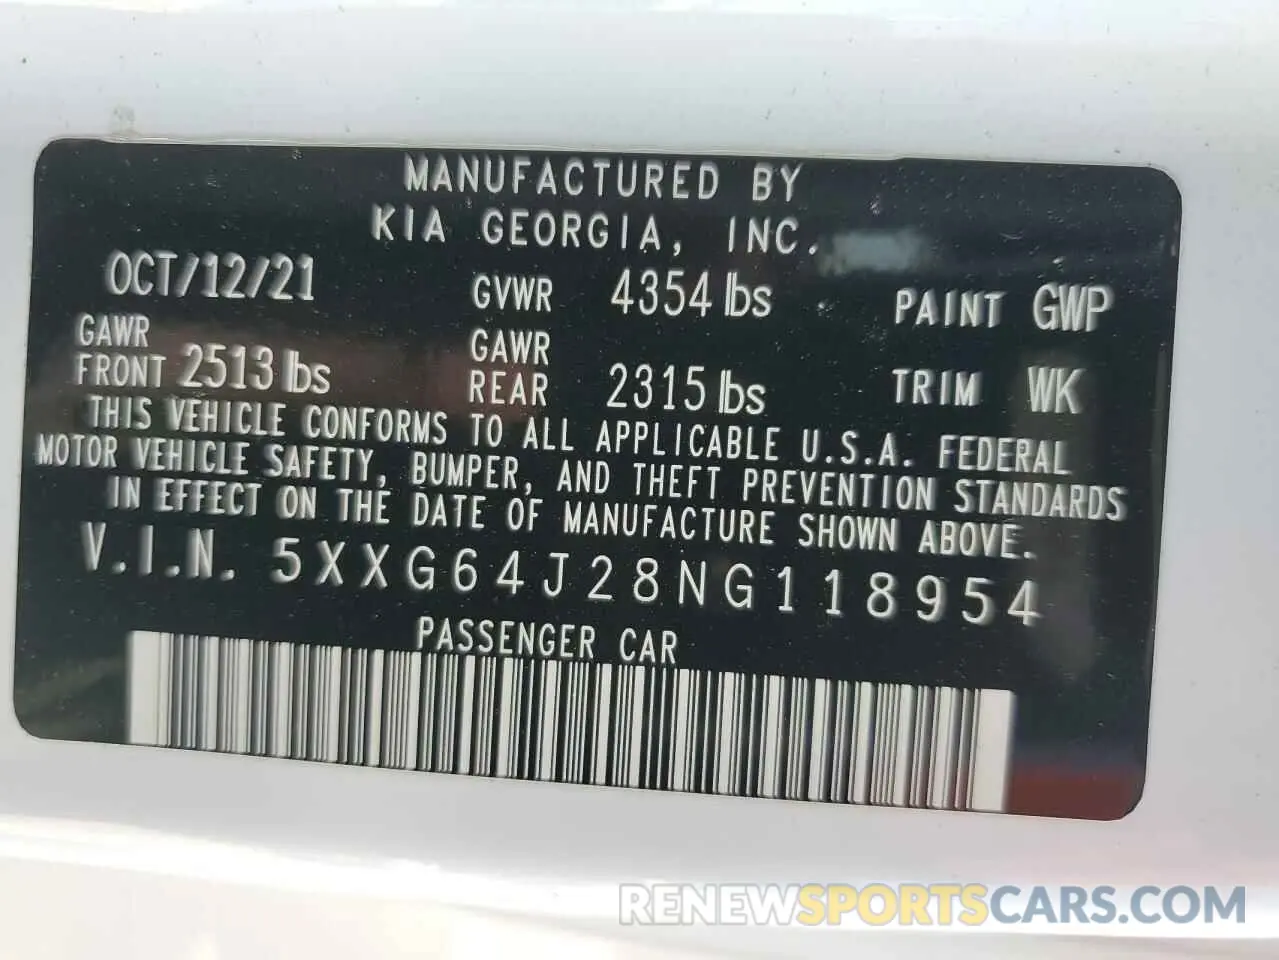 MANUFACTURED BY
KIA GEORGIA, INC.
OCT/12/21 GVWR 4354 lbs PAINT GWP
GAWR FRONT 2513 lbs GAWR REAR 2315 lbs TRIM WK
THIS VEHICLE CONFORMS TO ALL APPLICABLE U.S.A. FEDERAL
MOTOR VEHICLE SAFETY, BUMPER, AND THEFT PREVENTION STANDARDS
IN EFFECT ON THE DATE OF MANUFACTURE SHOWN ABOVE.
V.I.N. 5XXG64J28NG118954
PASSENGER CAR
RENEWSPORTSCARS.COM